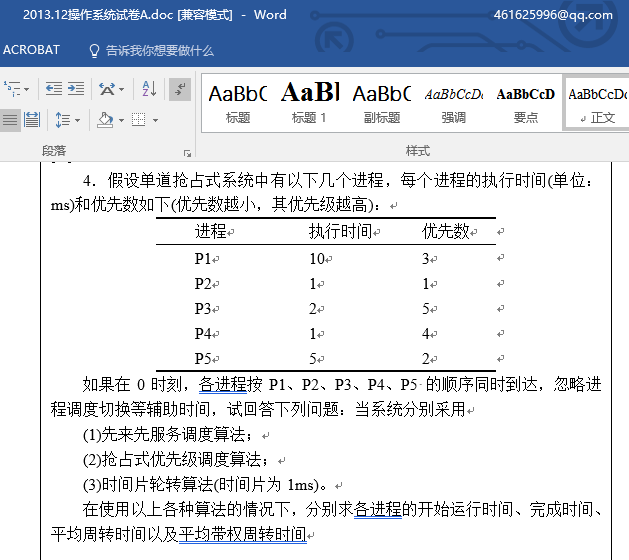 2013.12操作系统试卷A.doc [兼容模式] - Word 461625996@qq.com
ACROBAT 告诉我你想要做什么
AaBbC AaBl AaBbC AaBbCcD AaBbCcD AaBbCcDc
标题 标题 1 副标题 强调 要点 正文
段落 样式
4．假设单道抢占式系统中有以下几个进程，每个进程的执行时间(单位：
ms)和优先数如下(优先数越小，其优先级越高)：
进程 执行时间 优先数
P1 10 3
P2 1 1
P3 2 5
P4 1 4
P5 5 2
如果在 0 时刻，各进程按 P1、P2、P3、P4、P5 的顺序同时到达，忽略进
程调度切换等辅助时间，试回答下列问题：当系统分别采用
(1)先来先服务调度算法；
(2)抢占式优先级调度算法；
(3)时间片轮转算法(时间片为 1ms)。
在使用以上各种算法的情况下，分别求各进程的开始运行时间、完成时间、
平均周转时间以及平均带权周转时间